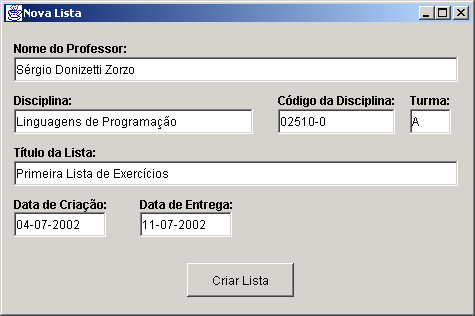 Nova Lista
Nome do Professor:
Sérgio Donizetti Zorzo
Disciplina: Código da Disciplina: Turma:
Linguagens de Programação 02510-0 A
Título da Lista:
Primeira Lista de Exercícios
Data de Criação: Data de Entrega:
04-07-2002 11-07-2002
Criar Lista